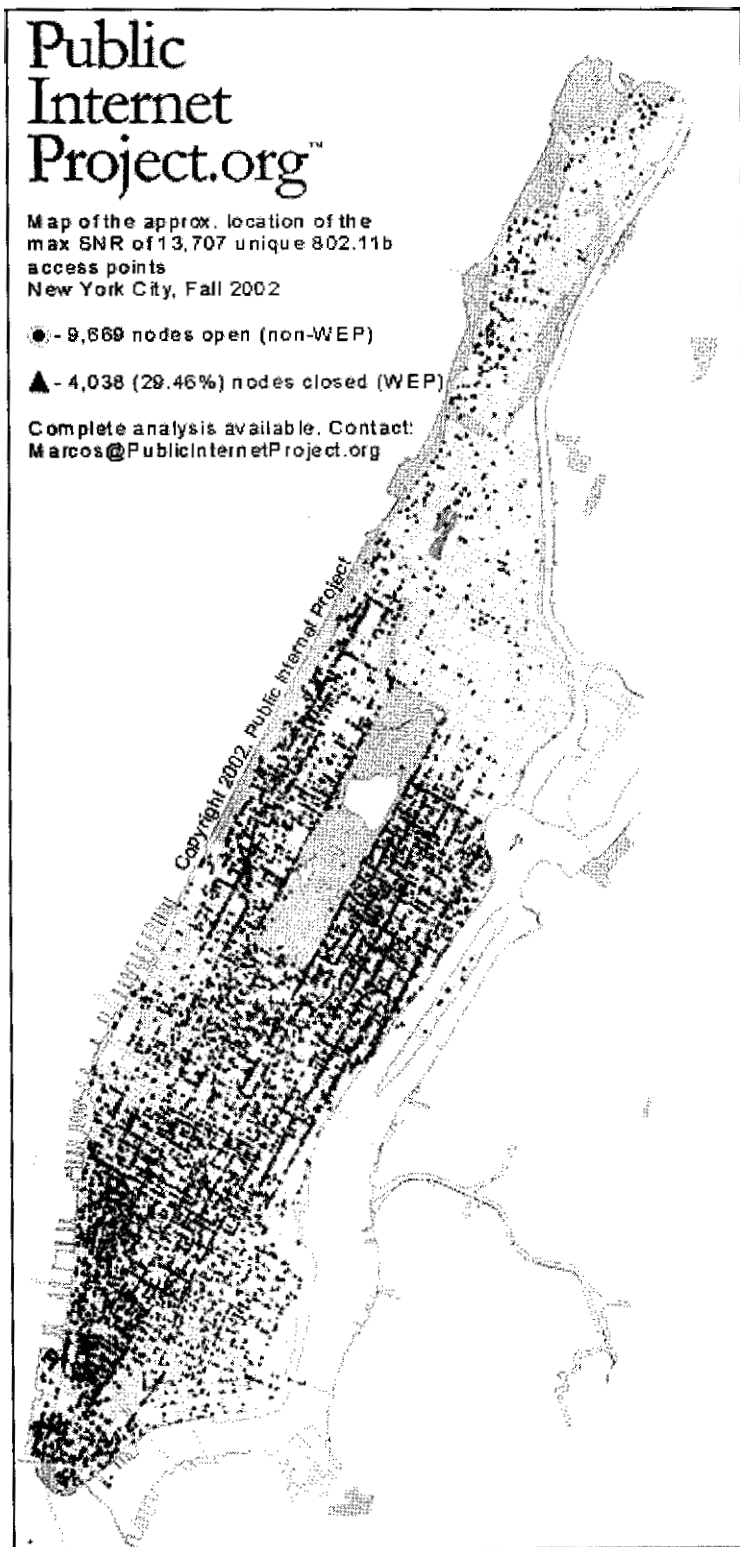 Public
Internet
Project.org™
Map of the approx. location of the
max SNR of 13,707 unique 802.11b
access points
New York City, Fall 2002
- 9,669 nodes open (non-WEP)
- 4,038 (29.46%) nodes closed (WEP)
Complete analysis available. Contact:
Marcos@PublicInternetProject.org
Copyright 2002, Public Internet Project